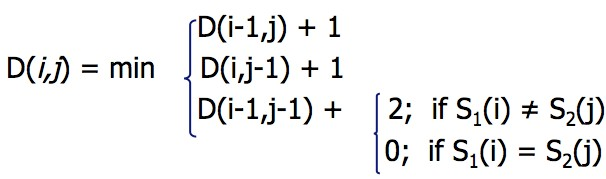 D(i-1,j) + 1
D(i,j) = min D(i,j-1) + 1
D(i-1,j-1) + 2; if S₁(i) ≠ S₂(j)
0; if S₁(i) = S₂(j)